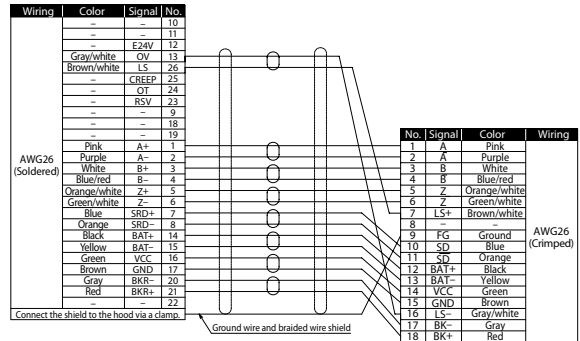 Wiring Color Signal No.
– – 10
– – 11
– E24V 12
Gray/white OV 13
Brown/white LS 26
– CREEP 25
– OT 24
– RSV 23
– – 9
– – 18
– – 19
Pink A+ 1
Purple A– 2
White B+ 3
Blue/red B– 4
Orange/white Z+ 5
Green/white Z– 6
Blue SRD+ 7
Orange SRD– 8
Black BAT+ 14
Yellow BAT– 15
Green VCC 16
Brown GND 17
Gray BKR– 20
Red BKR+ 21
– – 22
AWG26
(Soldered)
Connect the shield to the hood via a clamp.
Ground wire and braided wire shield
No. Signal Color Wiring
1 A Pink
2 A̅ Purple
3 B White
4 B̅ Blue/red
5 Z Orange/white
6 Z̅ Green/white
7 LS+ Brown/white
8 – –
9 FG Ground
10 SD Blue
11 S̅D̅ Orange
12 BAT+ Black
13 BAT– Yellow
14 VCC Green
15 GND Brown
16 LS– Gray/white
17 BK– Gray
18 BK+ Red
AWG26
(Crimped)